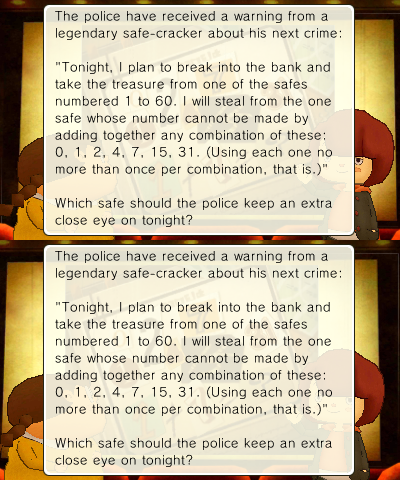 The police have received a warning from a
legendary safe-cracker about his next crime:
"Tonight, I plan to break into the bank and
take the treasure from one of the safes
numbered 1 to 60. I will steal from the one
safe whose number cannot be made by
adding together any combination of these:
0, 1, 2, 4, 7, 15, 31. (Using each one no
more than once per combination, that is.)"
Which safe should the police keep an extra
close eye on tonight?
The police have received a warning from a
legendary safe-cracker about his next crime:
"Tonight, I plan to break into the bank and
take the treasure from one of the safes
numbered 1 to 60. I will steal from the one
safe whose number cannot be made by
adding together any combination of these:
0, 1, 2, 4, 7, 15, 31. (Using each one no
more than once per combination, that is.)"
Which safe should the police keep an extra
close eye on tonight?